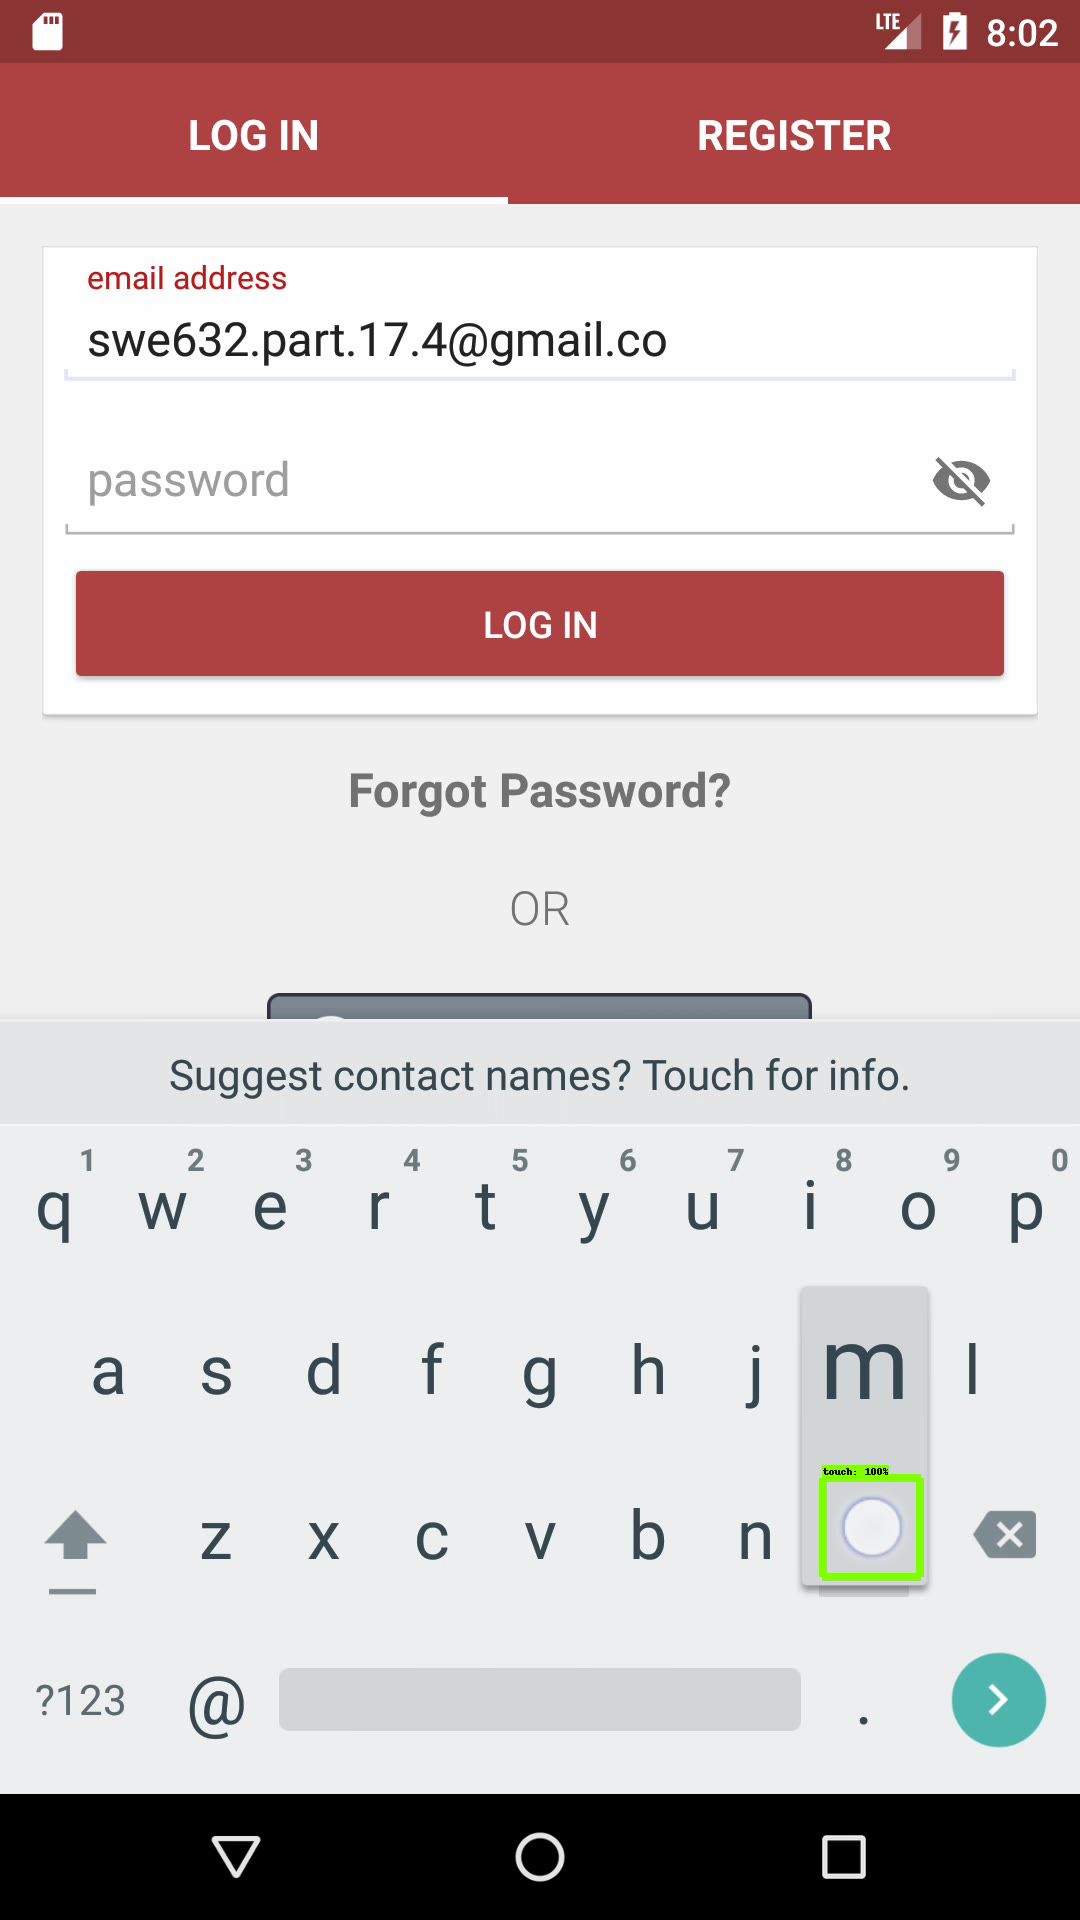 LTE 8:02
LOG IN REGISTER
email address
swe632.part.17.4@gmail.co
password
LOG IN
Forgot Password?
OR
Suggest contact names? Touch for info.
1 2 3 4 5 6 7 8 9 0
q w e r t y u i o p
a s d f g h j m l
touch: 100%
z x c v b n
?123 @ .